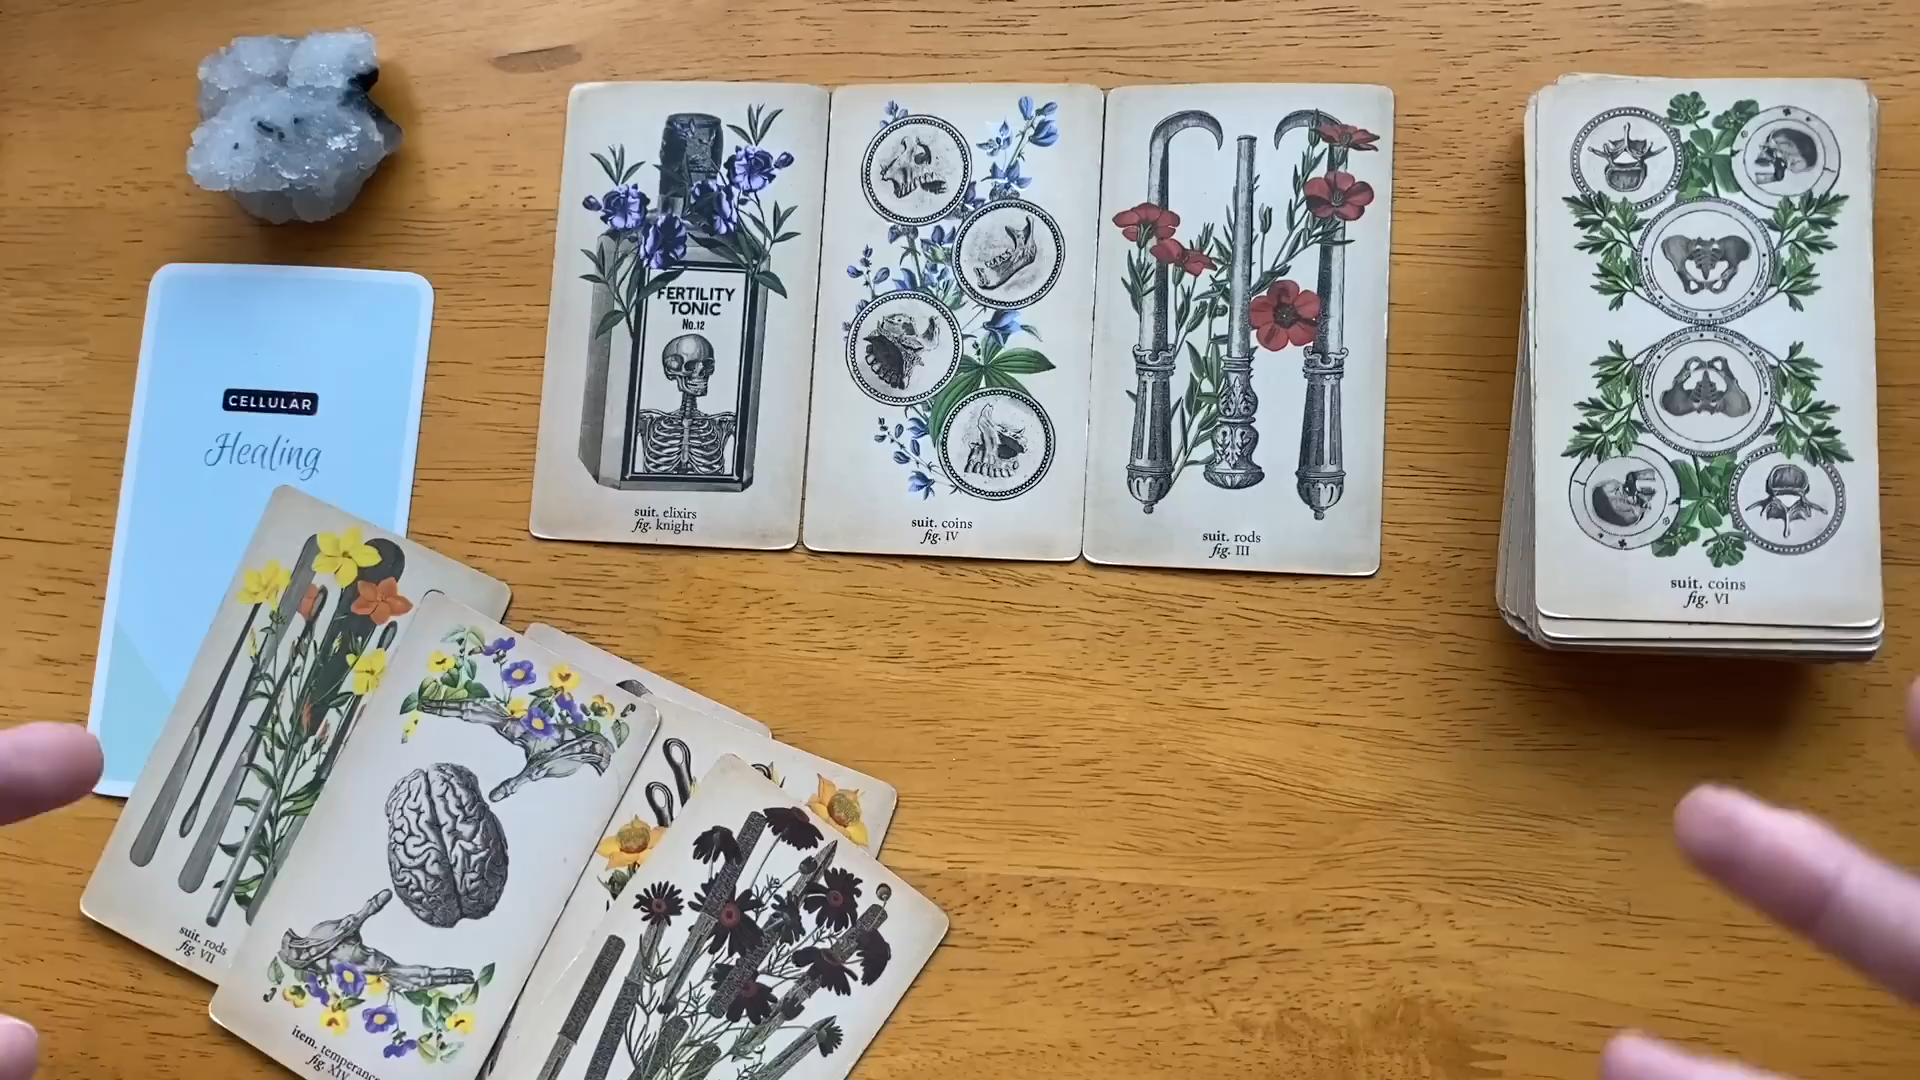 CELLULAR
Healing
FERTILITY
TONIC
No.12
suit. elixirs
fig. knight
suit. coins
fig. IV
suit. rods
fig. III
suit. coins
fig. VI
suit. rods
fig. VII
item. temperance
fig. XIV